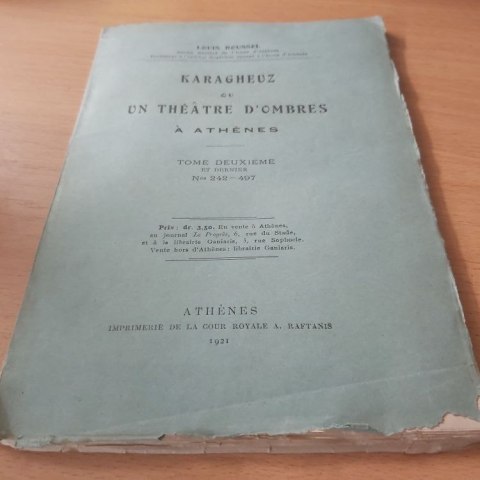 LOUIS ROUSSEL
KARAGHEUZ
OU
UN THÉÂTRE D'OMBRES
À ATHÈNES
TOME DEUXIÈME
ET DERNIER
Nos 242-497
Prix: dr. 3,50. En vente à Athènes,
au journal Le Progrès, 6, rue du Stade,
et à la librairie Ganiaris, 5, rue Sophocle.
Vente hors d'Athènes: librairie Ganiaris.
ATHÈNES
IMPRIMERIE DE LA COUR ROYALE A. RAFTANIS
1921